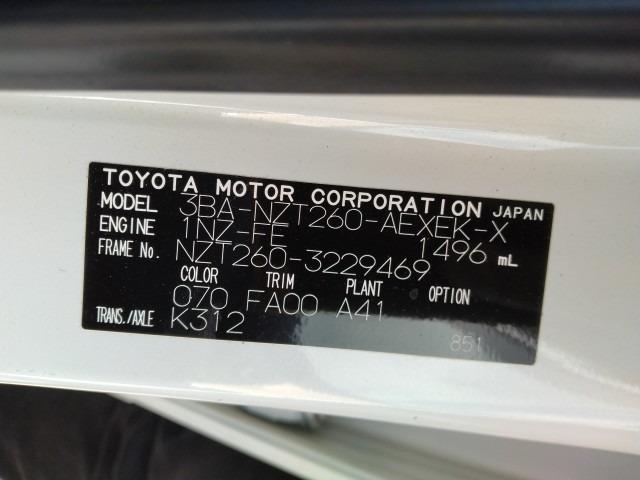 TOYOTA MOTOR CORPORATION JAPAN
MODEL 3BA-NZT260-AEXEK-X
ENGINE 1NZ-FE 1496 mL
FRAME No. NZT260-3229469
COLOR TRIM PLANT OPTION
070 FA00 A41
TRANS./AXLE K312
851